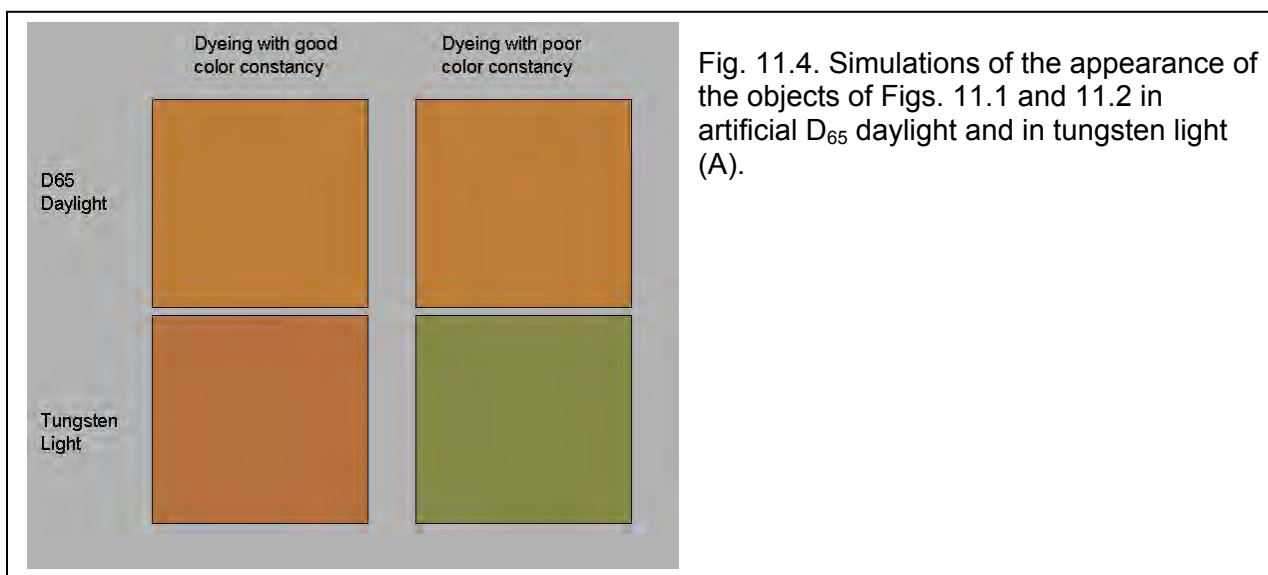 Dyeing with good
color constancy
Dyeing with poor
color constancy
D65
Daylight
Tungsten
Light
Fig. 11.4. Simulations of the appearance of
the objects of Figs. 11.1 and 11.2 in
artificial D₆₅ daylight and in tungsten light
(A).